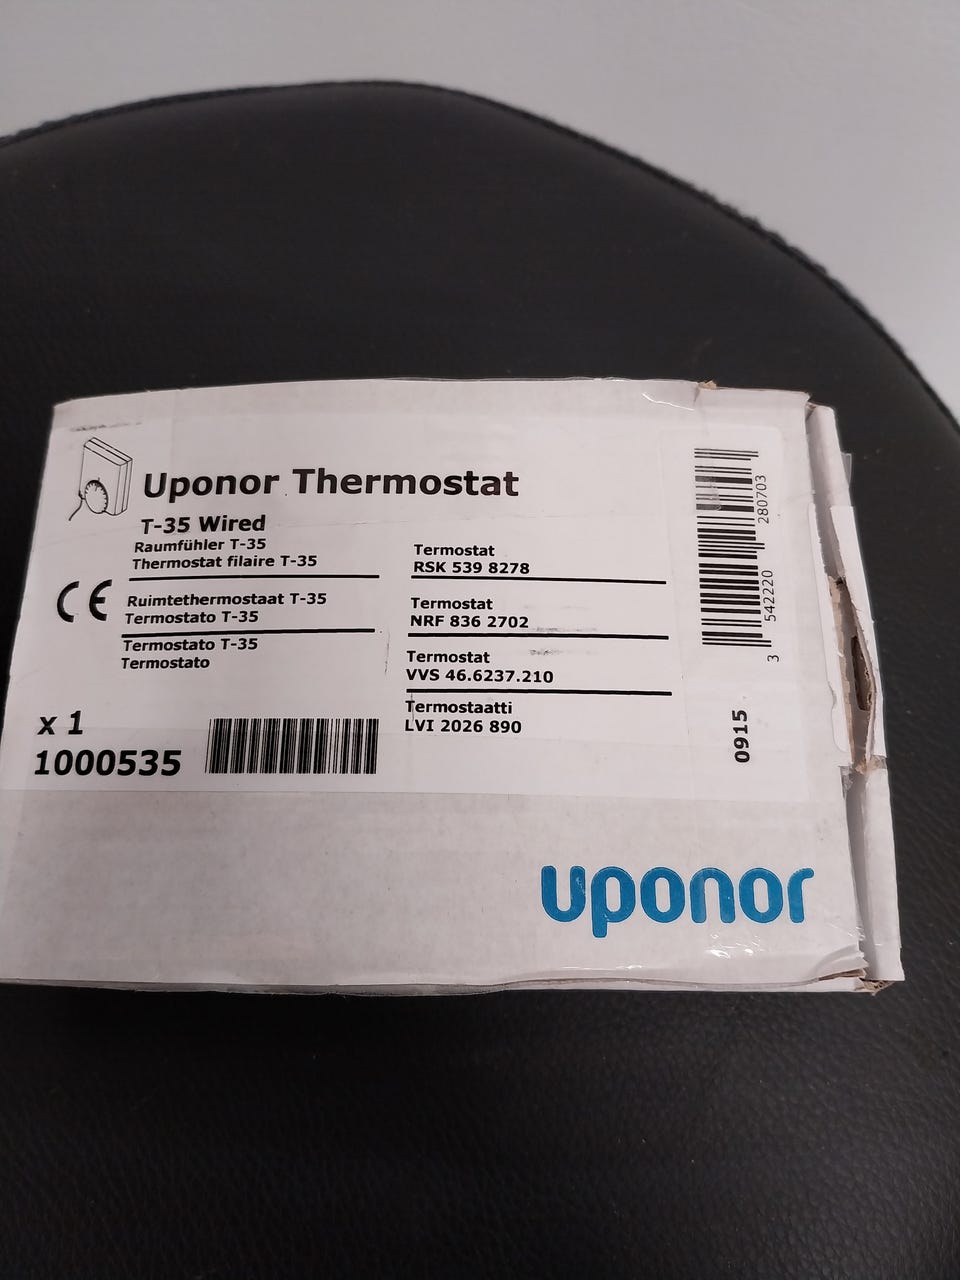 Uponor Thermostat
T-35 Wired
Raumfühler T-35
Thermostat filaire T-35
CE
Ruimtethermostaat T-35
Termostato T-35
Termostato T-35
Termostato
x 1
1000535
Termostat
RSK 539 8278
Termostat
NRF 836 2702
Termostat
VVS 46.6237.210
Termostaatti
LVI 2026 890
3 542220 280703
0915
uponor